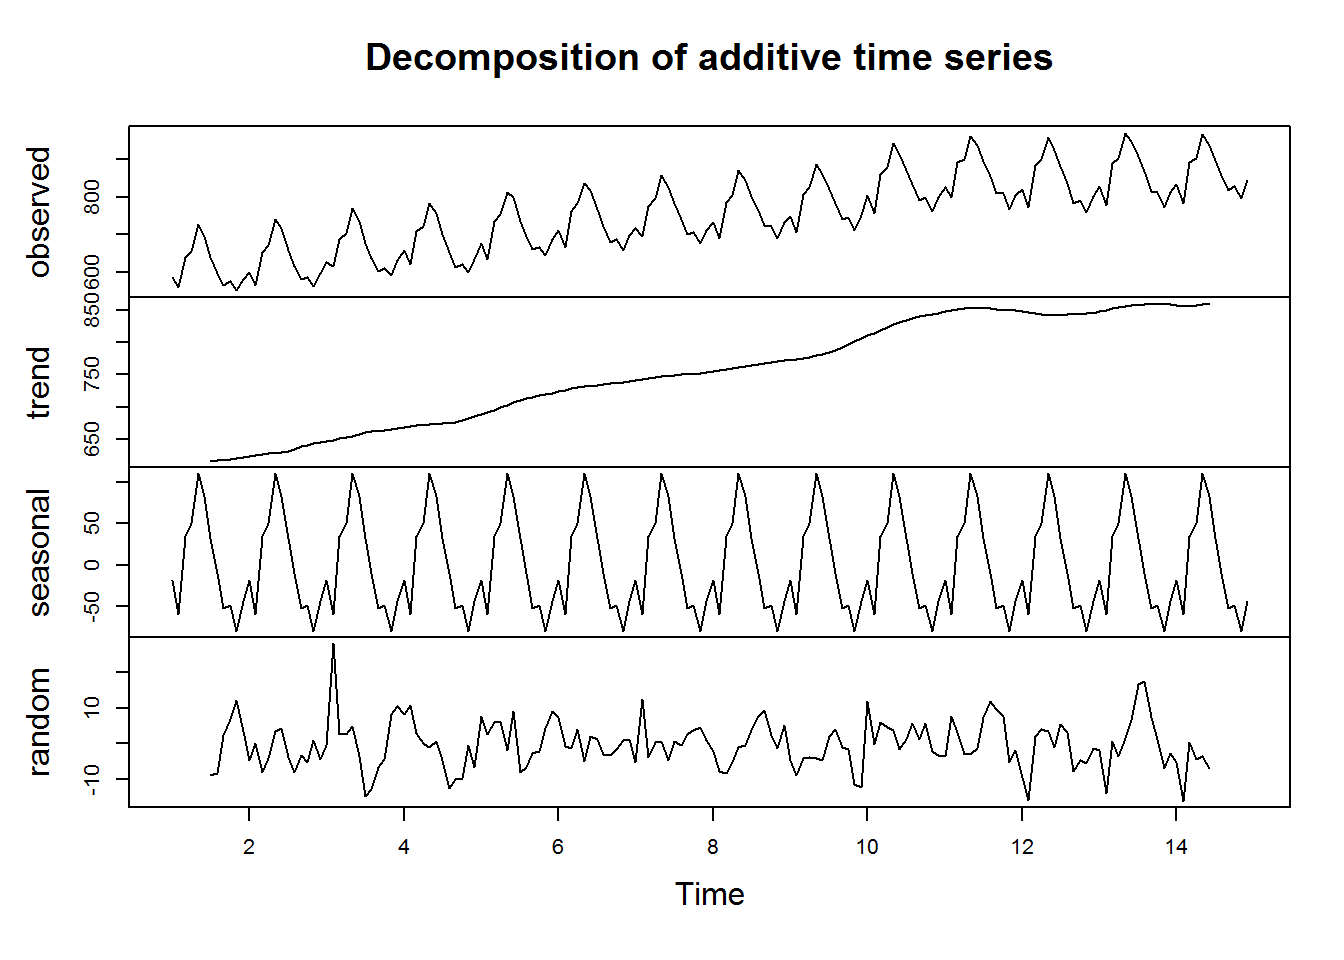 Decomposition of additive time series
observed
600 800
trend
650 750 850
seasonal
-50 0 50
random
-10 10
2 4 6 8 10 12 14
Time